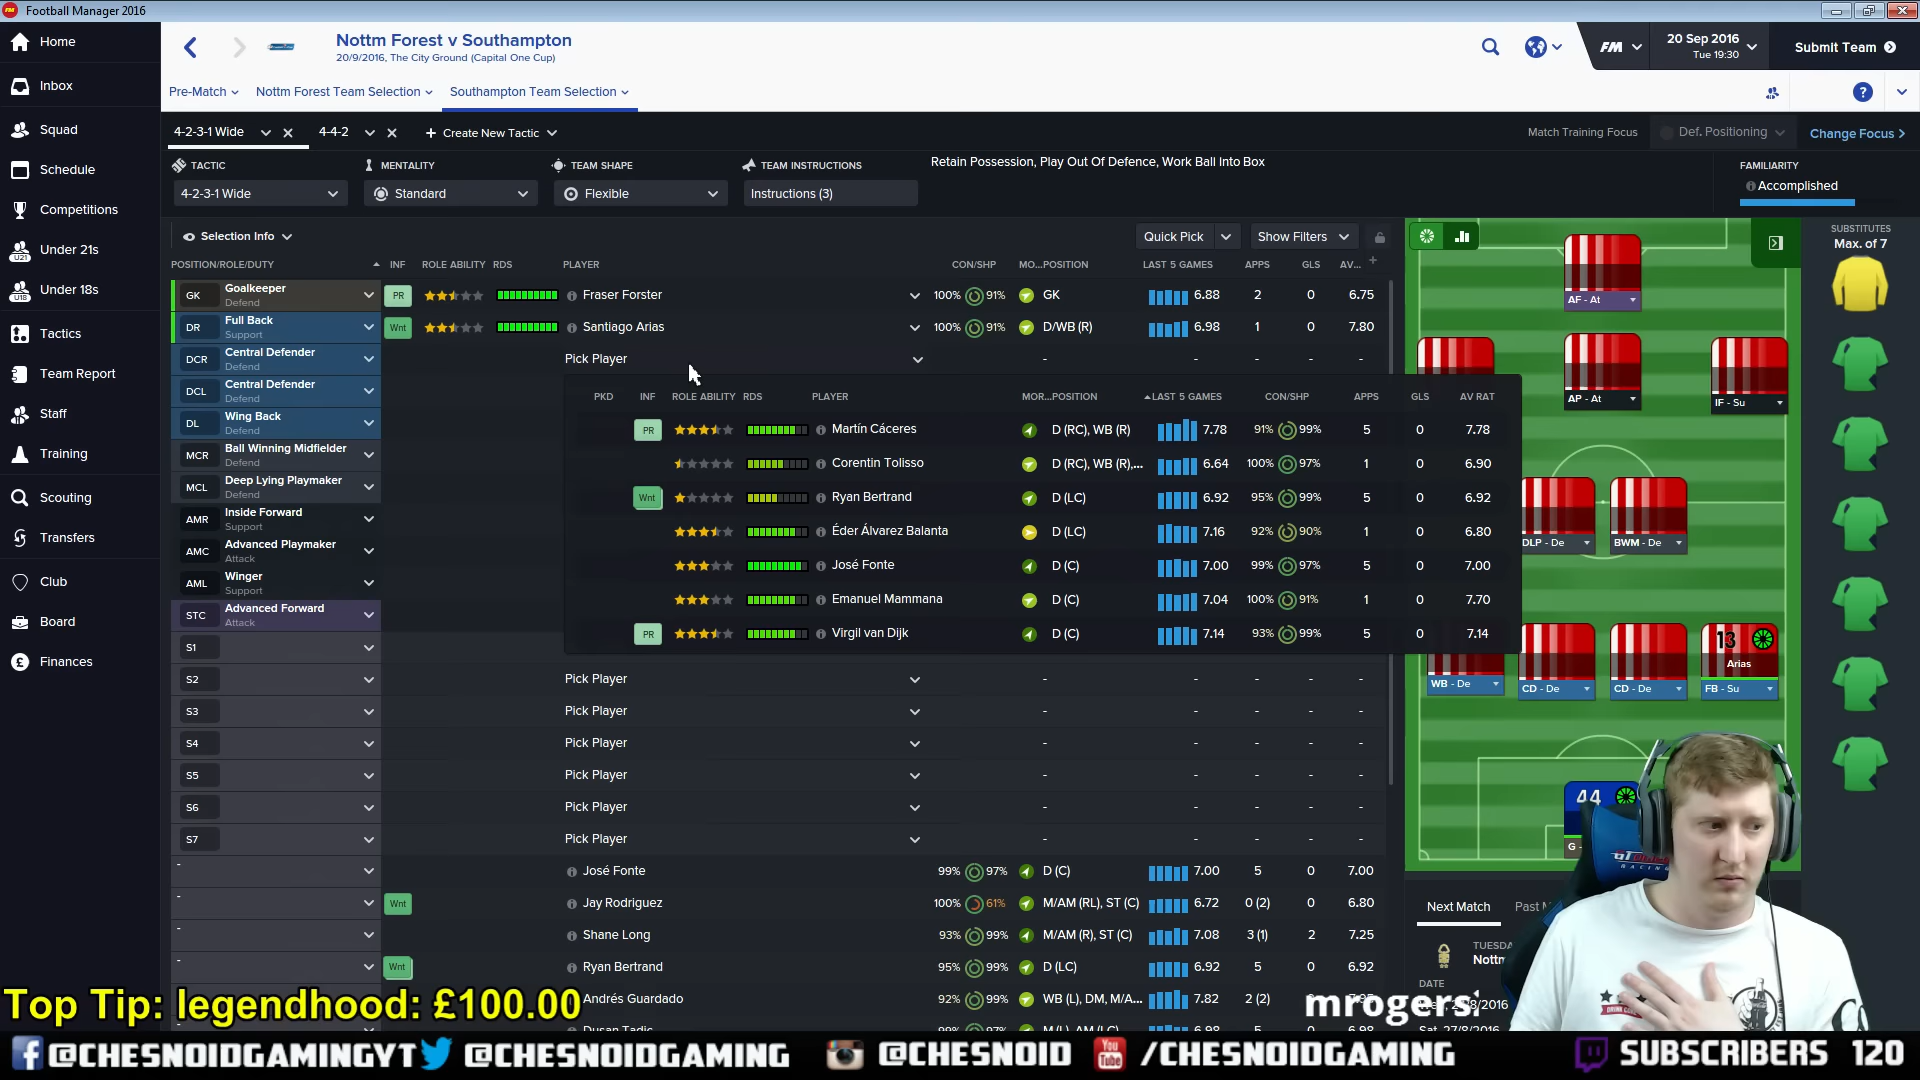 Football Manager 2016
Home
Inbox
Squad
Schedule
Competitions
Under 21s
Under 18s
Tactics
Team Report
Staff
Training
Scouting
Transfers
Club
Board
Finances
Nottm Forest v Southampton
20/9/2016, The City Ground (Capital One Cup)
FM
20 Sep 2016
Tue 19:30
Submit Team
Pre-Match
Nottm Forest Team Selection
Southampton Team Selection
4-2-3-1 Wide
4-4-2
+ Create New Tactic
Match Training Focus
Def. Positioning
Change Focus >
TACTIC
MENTALITY
TEAM SHAPE
TEAM INSTRUCTIONS
Retain Possession, Play Out Of Defence, Work Ball Into Box
FAMILIARITY
4-2-3-1 Wide
Standard
Flexible
Instructions (3)
Accomplished
Selection Info
Quick Pick
Show Filters
POSITION/ROLE/DUTY INF ROLE ABILITY RDS PLAYER CON/SHP MO...POSITION LAST 5 GAMES APPS GLS AV...
GK Goalkeeper Defend PR Fraser Forster 100% 91% GK 6.88 2 0 6.75
DR Full Back Support Wnt Santiago Arias 100% 91% D/WB (R) 6.98 1 0 7.80
DCR Central Defender Defend Pick Player - - - - -
DCL Central Defender Defend
DL Wing Back Defend
MCR Ball Winning Midfielder Defend
MCL Deep Lying Playmaker Defend
AMR Inside Forward Support
AMC Advanced Playmaker Attack
AML Winger Support
STC Advanced Forward Attack
PKD INF ROLE ABILITY RDS PLAYER MOR...POSITION LAST 5 GAMES CON/SHP APPS GLS AV RAT
PR Martín Cáceres D (RC), WB (R) 7.78 91% 99% 5 0 7.78
Corentin Tolisso D (RC), WB (R),... 6.64 100% 97% 1 0 6.90
Wnt Ryan Bertrand D (LC) 6.92 95% 99% 5 0 6.92
Éder Álvarez Balanta D (LC) 7.16 92% 90% 1 0 6.80
José Fonte D (C) 7.00 99% 97% 5 0 7.00
Emanuel Mammana D (C) 7.04 100% 91% 1 0 7.70
PR Virgil van Dijk D (C) 7.14 93% 99% 5 0 7.14
S1
S2 Pick Player - - - - -
S3 Pick Player - - - - -
S4 Pick Player - - - - -
S5 Pick Player - - - - -
S6 Pick Player - - - - -
S7 Pick Player - - - - -
- José Fonte 99% 97% D (C) 7.00 5 0 7.00
- Wnt Jay Rodriguez 100% 61% M/AM (RL), ST (C) 6.72 0 (2) 0 6.80
- Shane Long 93% 99% M/AM (R), ST (C) 7.08 3 (1) 2 7.25
- Wnt Ryan Bertrand 95% 99% D (LC) 6.92 5 0 6.92
Andrés Guardado 92% 99% WB (L), DM, M/A... 7.82 2 (2)
Dusan Tadic
SUBSTITUTES
Max. of 7
AF - At
AP - At
IF - Su
DLP - De
BWM - De
WB - De
CD - De
CD - De
13
Arias
FB - Su
44
G -
Next Match
Past
TUESDA
Nottm
DATE
Sat, 27/8/2016
mrogers.
Top Tip: legendhood: £100.00
@CHESNOIDGAMINGYT
@CHESNOIDGAMING
@CHESNOID
You Tube
/CHESNOIDGAMING
SUBSCRIBERS 120